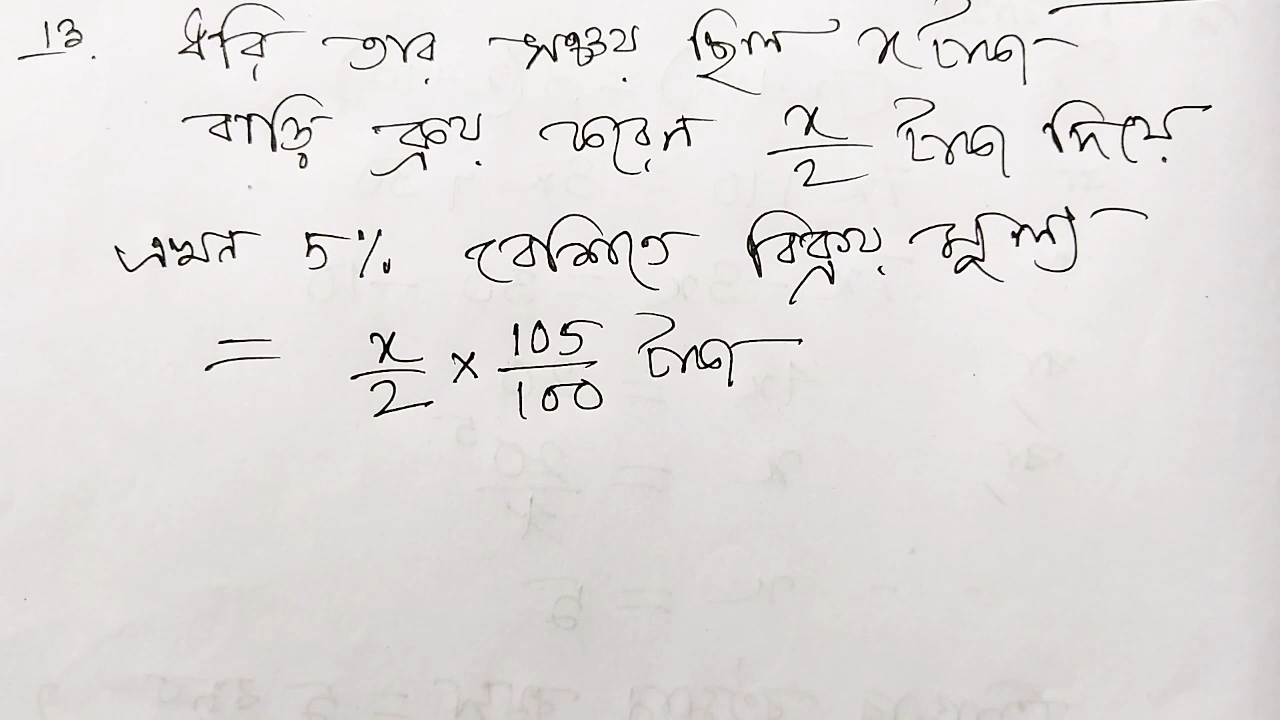 13. ধরি তার সঞ্চয় ছিল x টাকা
বাড়ি ক্রয় করেন x/2 টাকা দিয়ে
এখন 5% বেশিতে বিক্রয় মূল্য
= x/2 × 105/100 টাকা